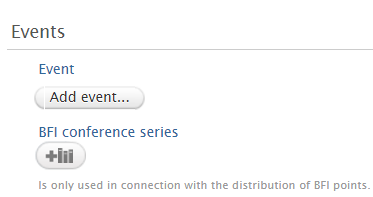 Events
Event
Add event...
BFI conference series
Is only used in connection with the distribution of BFI points.